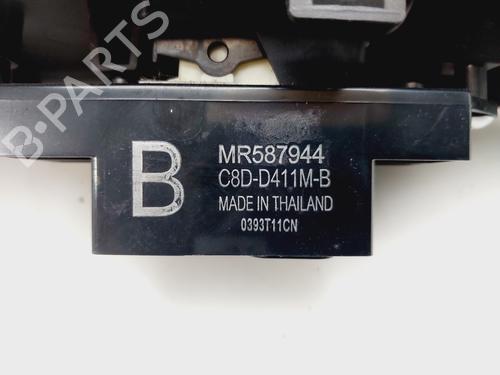 B-PARTS
B
MR587944
C8D-D411M-B
MADE IN THAILAND
0393T11CN